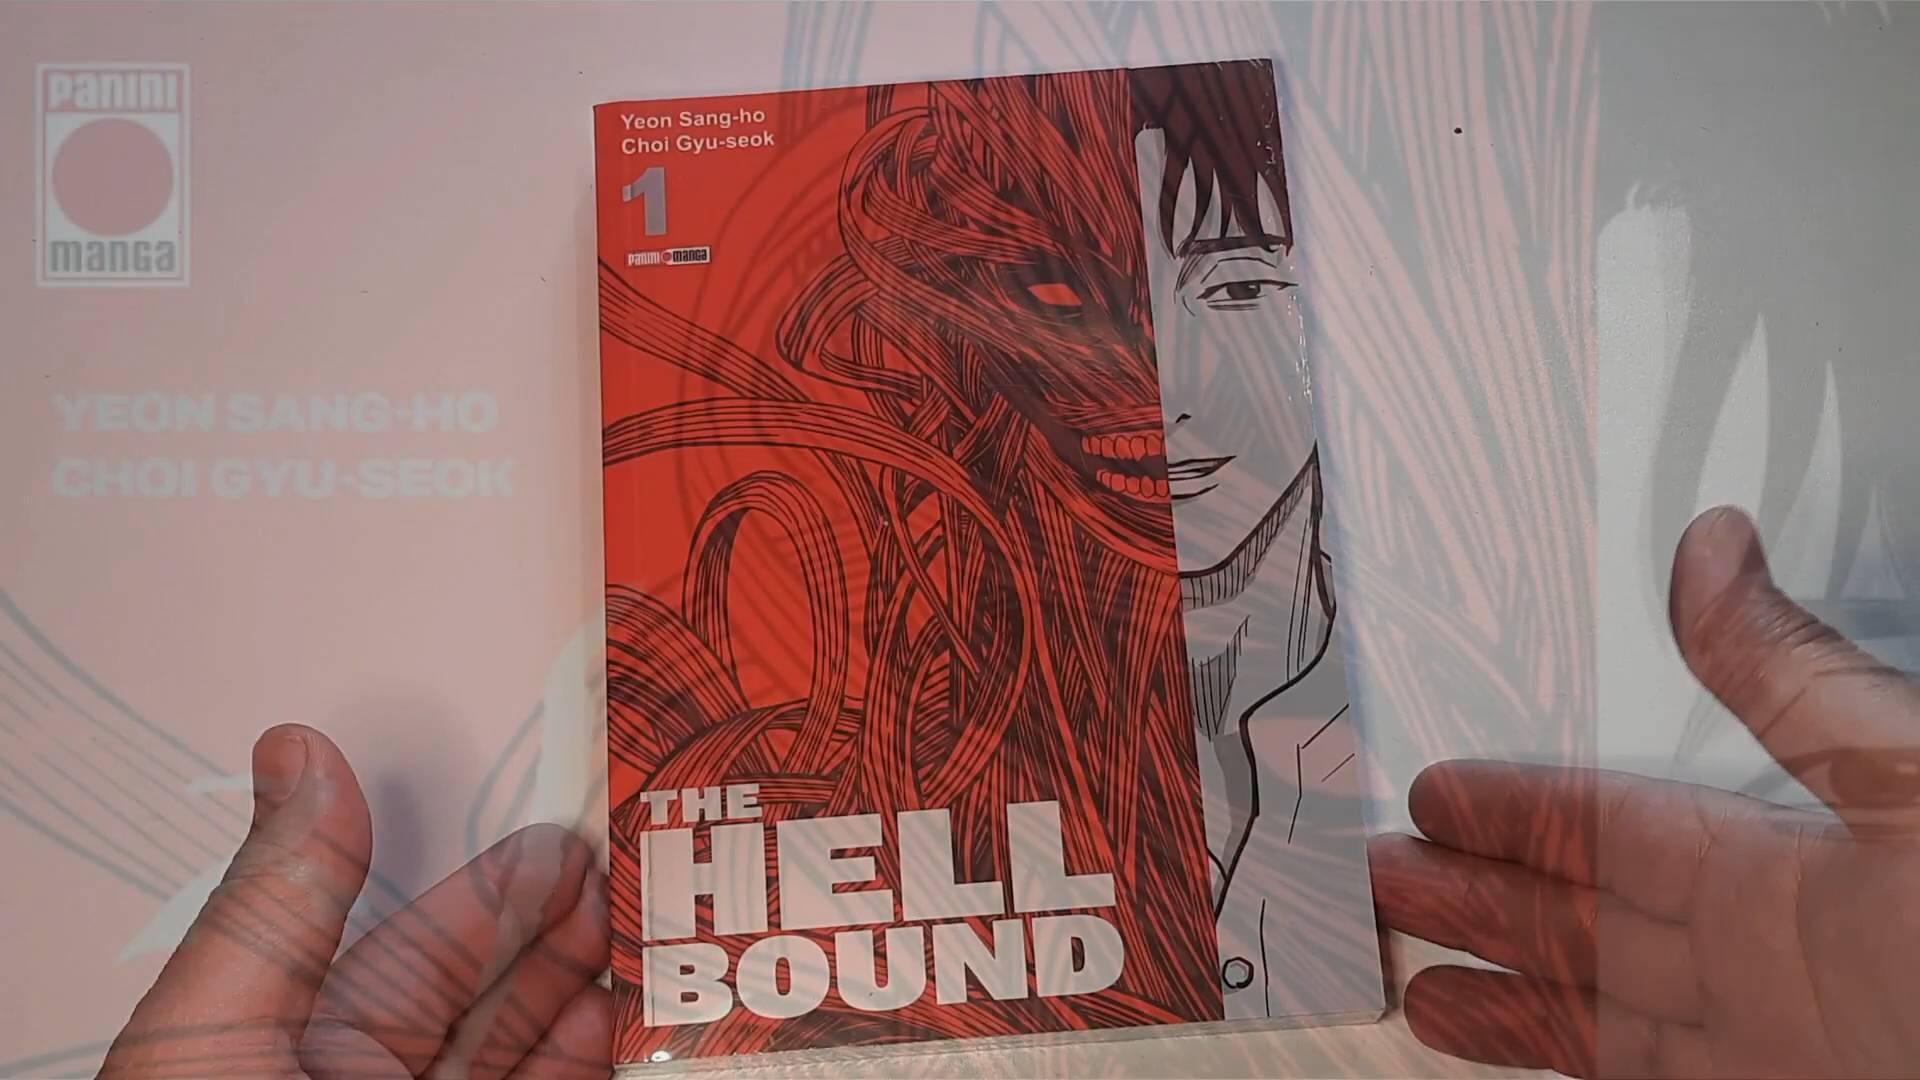 PANINI
manga
YEON SANG-HO
CHOI GYU-SEOK
Yeon Sang-ho
Choi Gyu-seok
1
PANINI manga
THE
HELL
BOUND